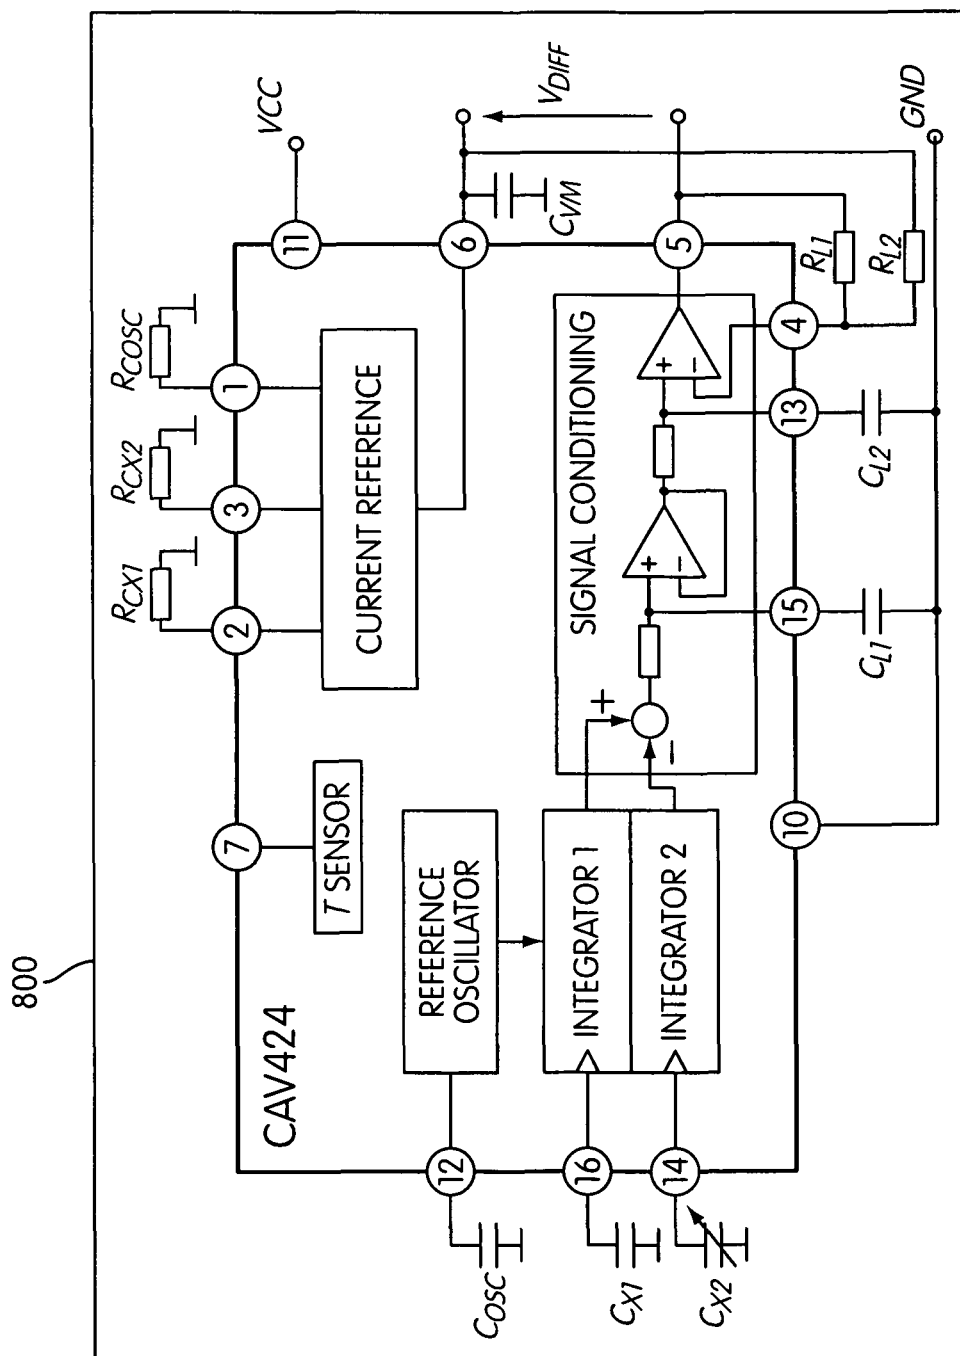 800
CAV424
R_CX1
R_CX2
R_COSC
VCC
2
3
1
11
7
T SENSOR
CURRENT REFERENCE
6
C_VM
V_DIFF
C_OSC
12
REFERENCE
OSCILLATOR
C_X1
16
INTEGRATOR 1
C_X2
14
INTEGRATOR 2
SIGNAL CONDITIONING
+
-
+
-
+
-
5
10
15
13
4
R_L1
R_L2
C_L1
C_L2
GND